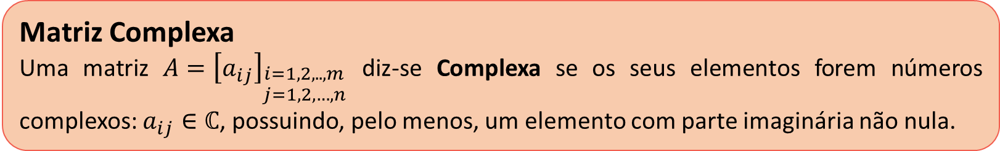 Matriz Complexa
Uma matriz $A = [a_{ij}]_{\substack{i=1,2,..,m \\ j=1,2,...,n}}$ diz-se Complexa se os seus elementos forem números
complexos: $a_{ij} \in \mathbb{C}$, possuindo, pelo menos, um elemento com parte imaginária não nula.